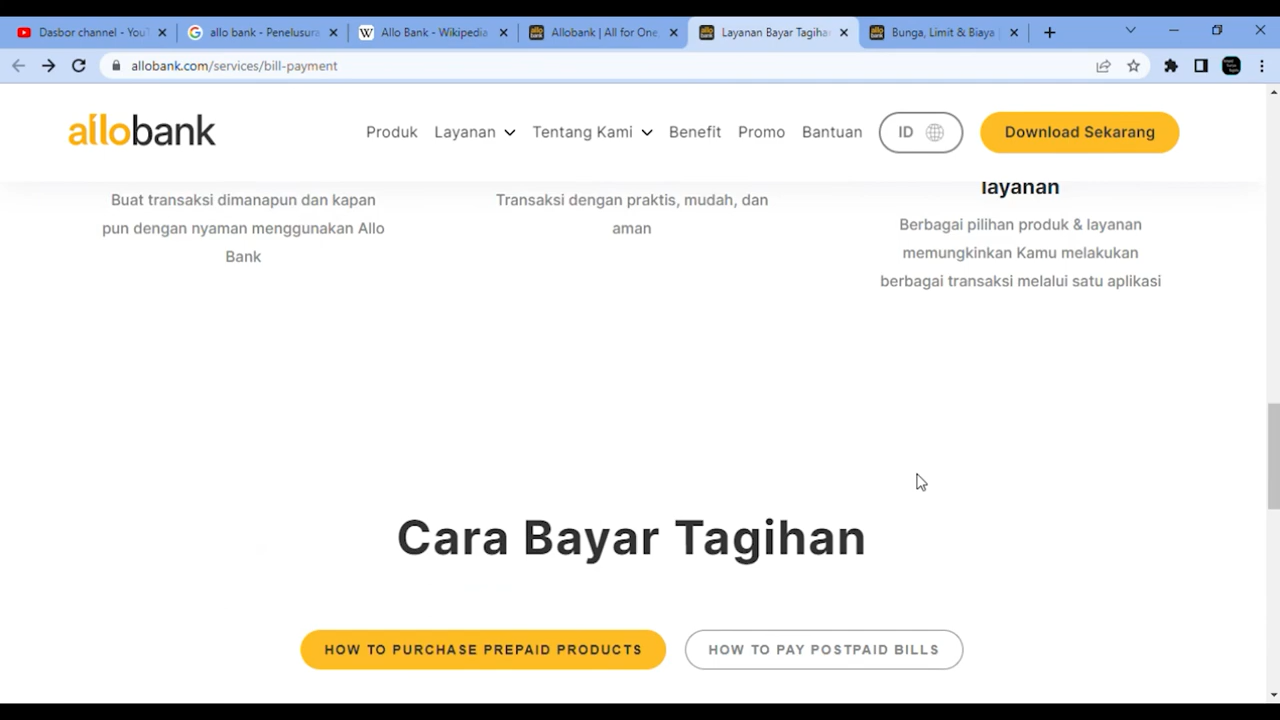 Dasbor channel - You
allo bank - Penelusura
Allo Bank - Wikipedia
Allobank | All for One,
Layanan Bayar Tagihan
Bunga, Limit & Biaya |
allobank.com/services/bill-payment
allobank
Produk
Layanan
Tentang Kami
Benefit
Promo
Bantuan
ID
Download Sekarang
Buat transaksi dimanapun dan kapan
pun dengan nyaman menggunakan Allo
Bank
Transaksi dengan praktis, mudah, dan
aman
layanan
Berbagai pilihan produk & layanan
memungkinkan Kamu melakukan
berbagai transaksi melalui satu aplikasi
Cara Bayar Tagihan
HOW TO PURCHASE PREPAID PRODUCTS
HOW TO PAY POSTPAID BILLS